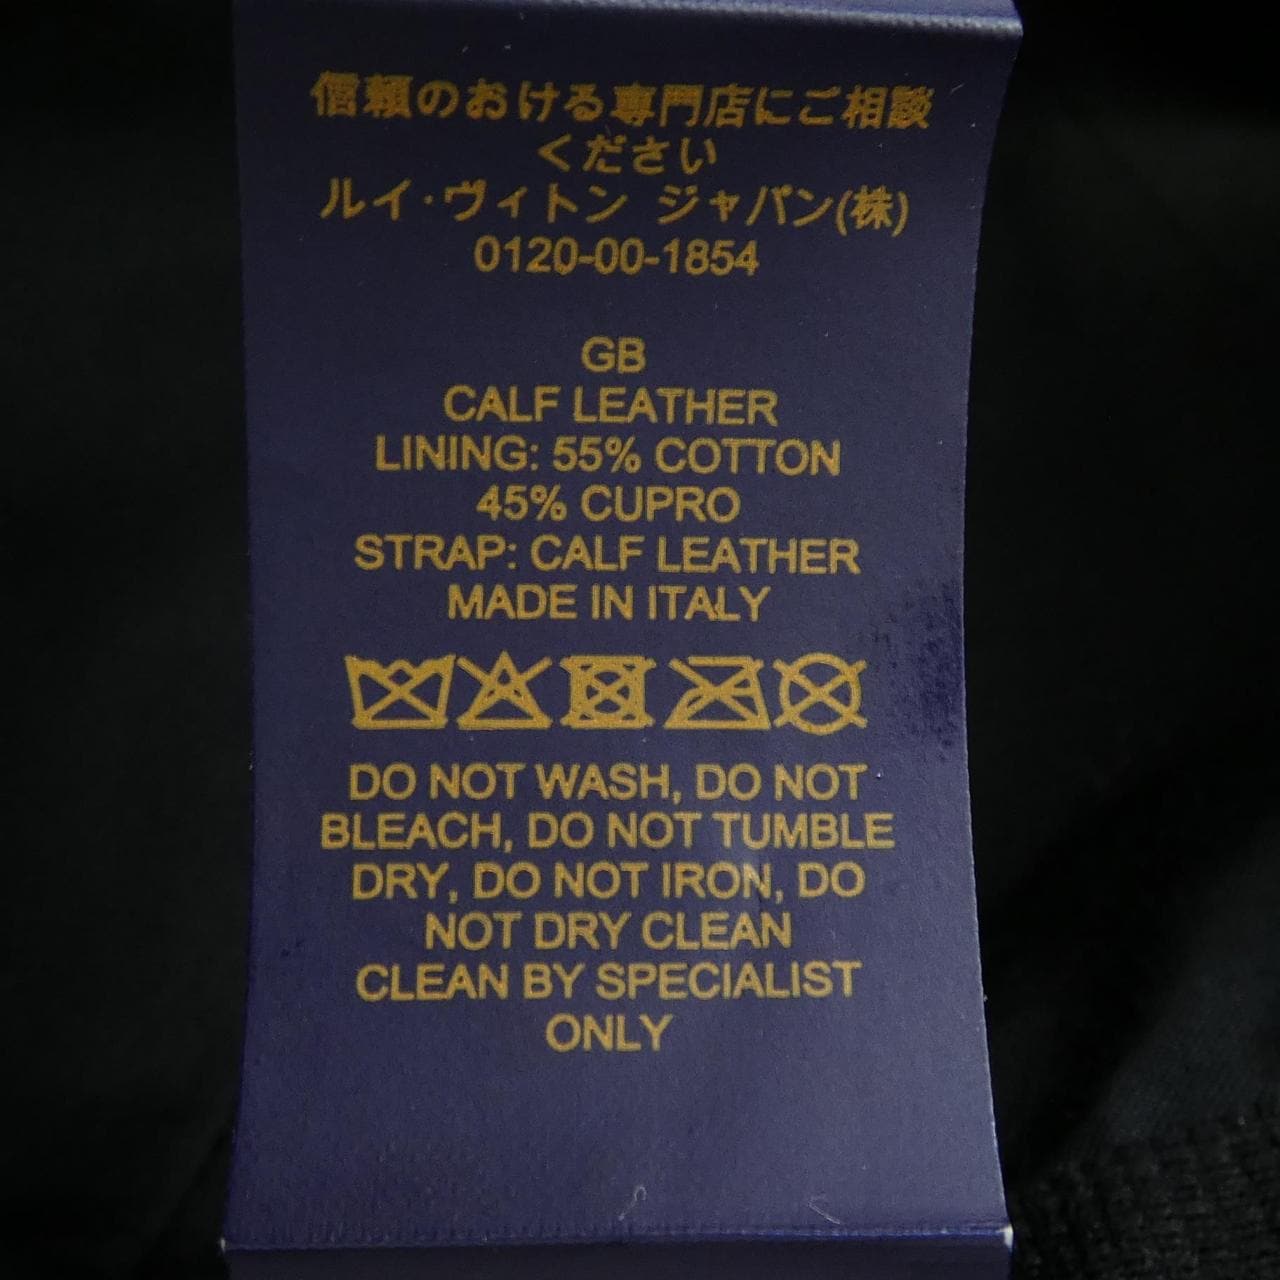 信頼のおける専門店にご相談
ください
ルイ・ヴィトン ジャパン(株)
0120-00-1854
GB
CALF LEATHER
LINING: 55% COTTON
45% CUPRO
STRAP: CALF LEATHER
MADE IN ITALY
DO NOT WASH, DO NOT
BLEACH, DO NOT TUMBLE
DRY, DO NOT IRON, DO
NOT DRY CLEAN
CLEAN BY SPECIALIST
ONLY